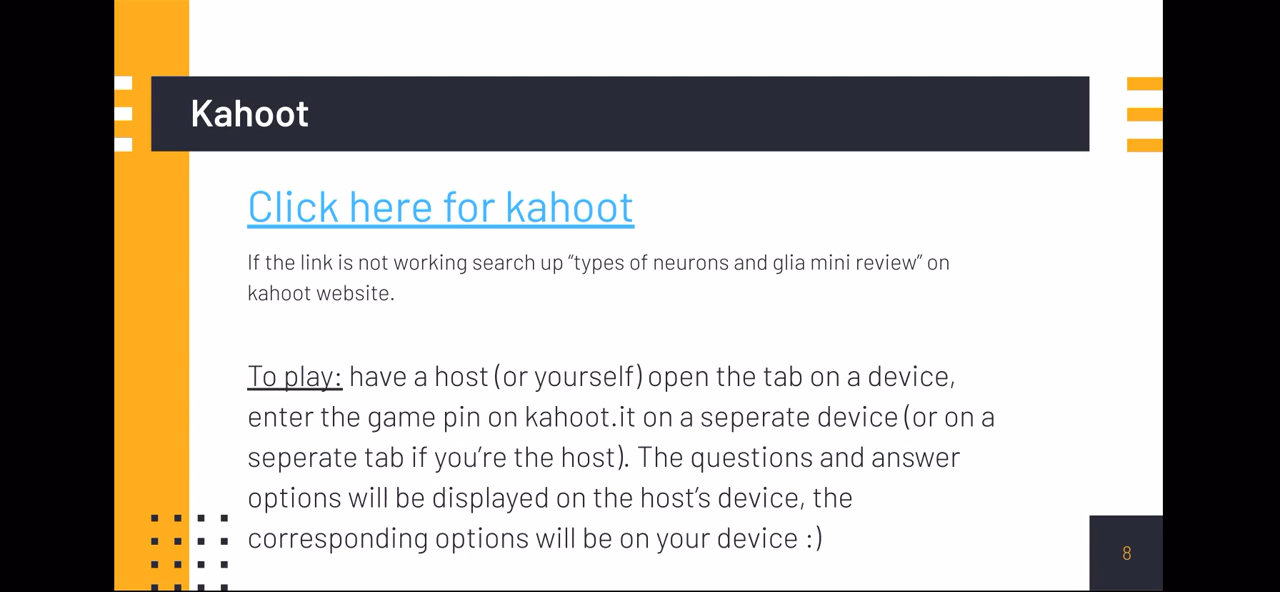 Kahoot
Click here for kahoot
If the link is not working search up “types of neurons and glia mini review” on
kahoot website.
To play: have a host (or yourself) open the tab on a device,
enter the game pin on kahoot.it on a seperate device (or on a
seperate tab if you’re the host). The questions and answer
options will be displayed on the host’s device, the
corresponding options will be on your device :)
8